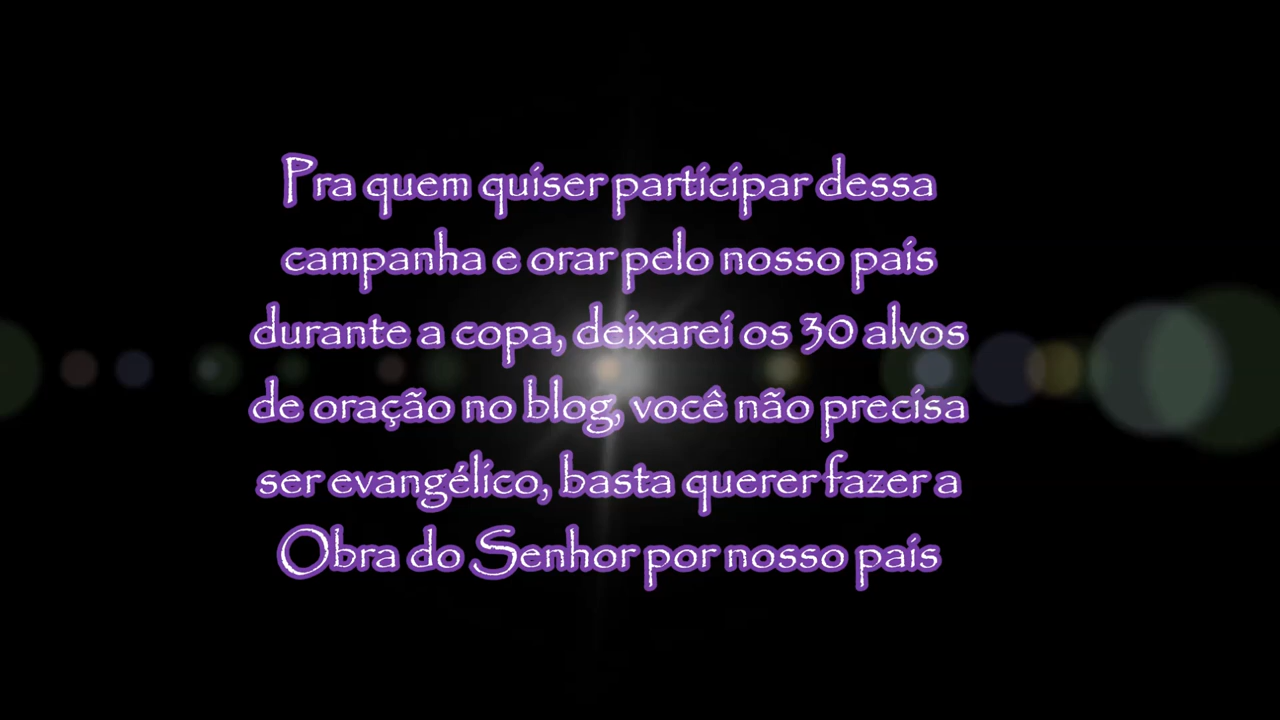 Pra quem quiser participar dessa
campanha e orar pelo nosso país
durante a copa, deixarei os 30 alvos
de oração no blog, você não precisa
ser evangélico, basta querer fazer a
Obra do Senhor por nosso país